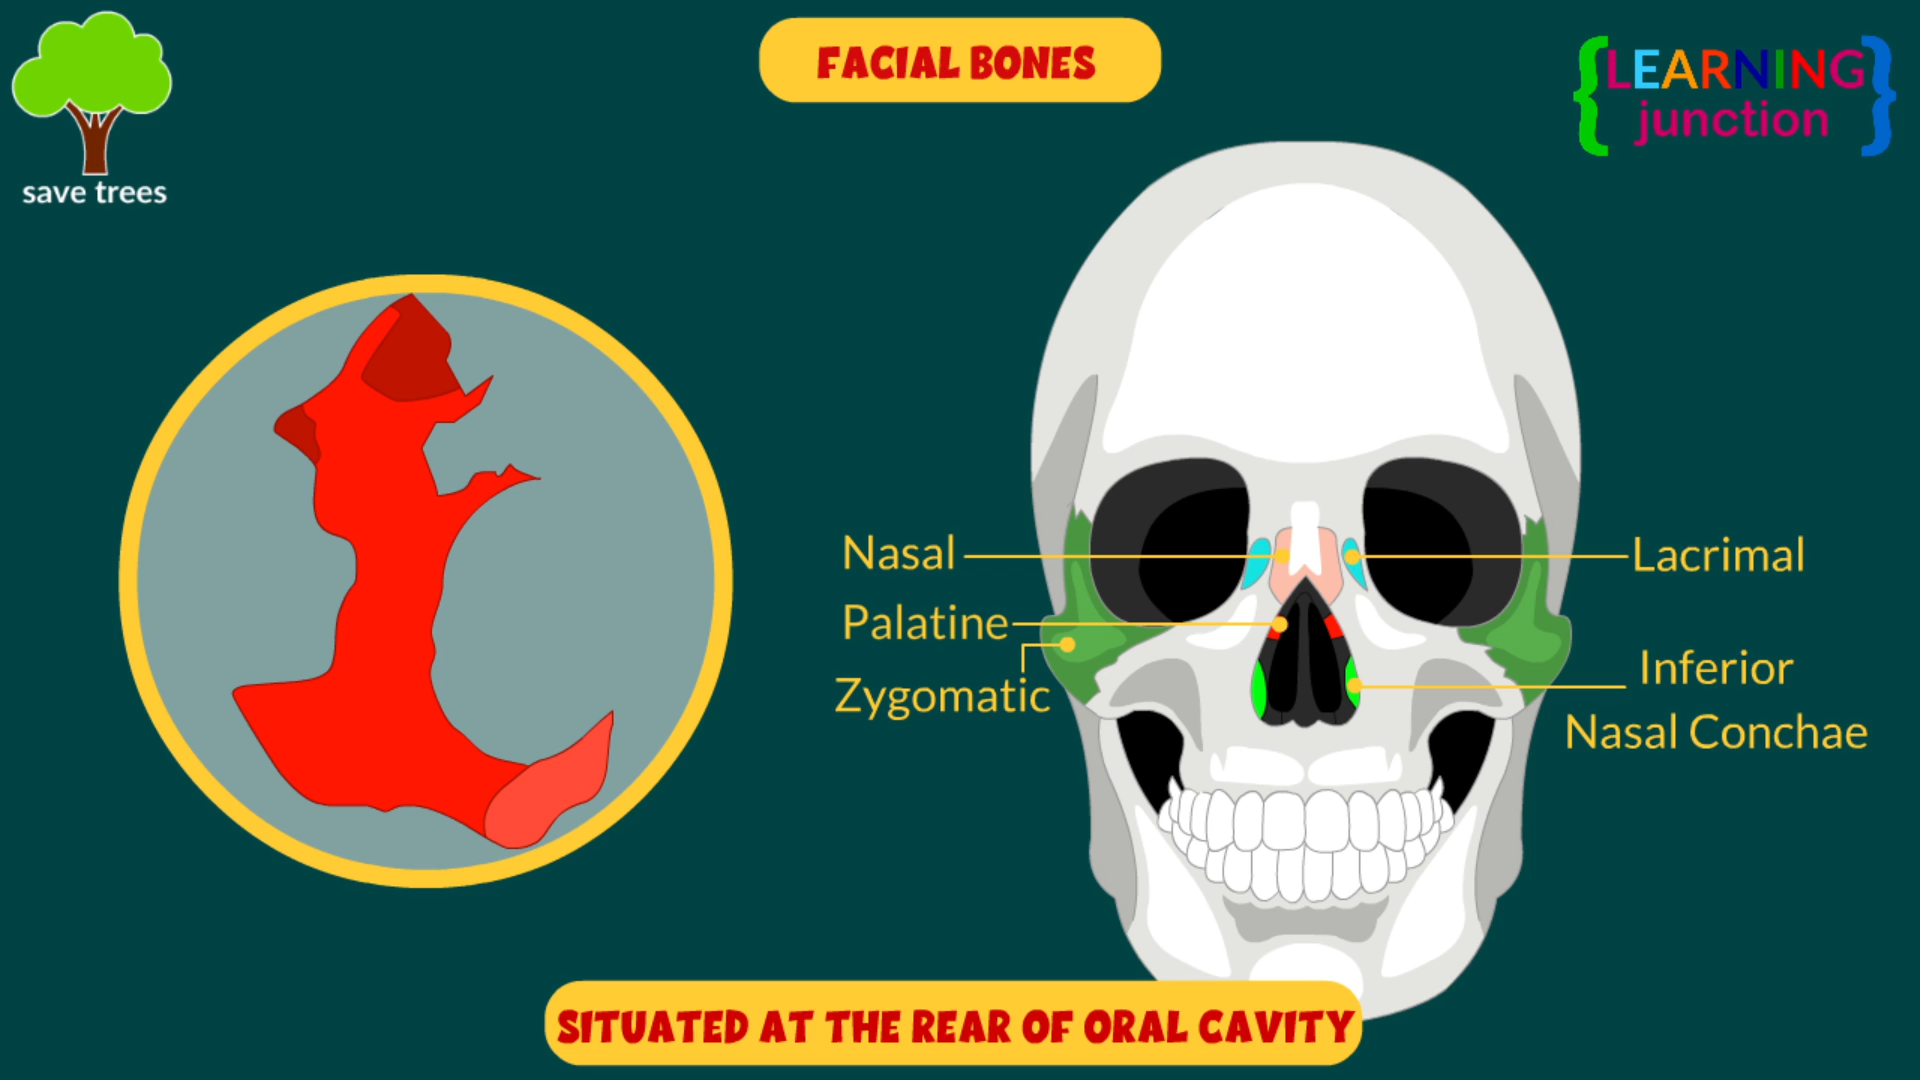 FACIAL BONES
LEARNING
junction
save trees
Nasal
Lacrimal
Palatine
Zygomatic
Inferior
Nasal Conchae
SITUATED AT THE REAR OF ORAL CAVITY